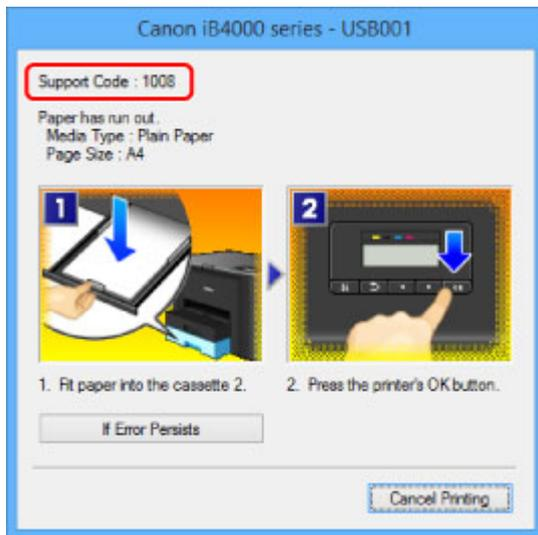 Canon iB4000 series - USB001
Support Code : 1008
Paper has run out.
Media Type : Plain Paper
Page Size : A4
1
2
1. Fit paper into the cassette 2.
2. Press the printer's OK button.
If Error Persists
Cancel Printing